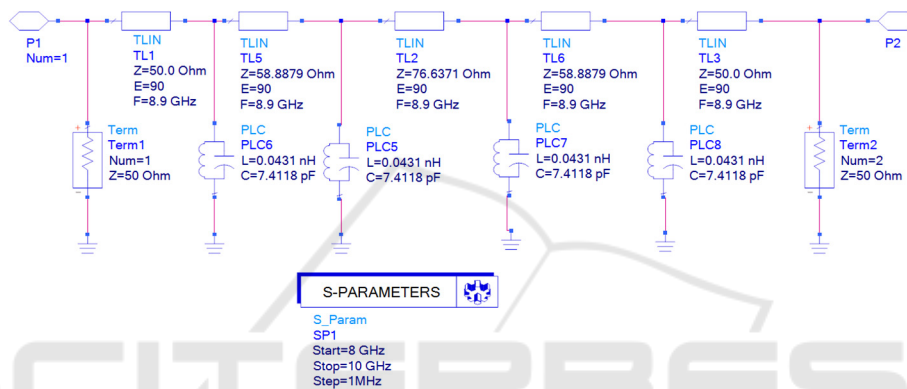 P1
Num=1
TLIN
TL1
Z=50.0 Ohm
E=90
F=8.9 GHz
TLIN
TL5
Z=58.8879 Ohm
E=90
F=8.9 GHz
TLIN
TL2
Z=76.6371 Ohm
E=90
F=8.9 GHz
TLIN
TL6
Z=58.8879 Ohm
E=90
F=8.9 GHz
TLIN
TL3
Z=50.0 Ohm
E=90
F=8.9 GHz
P2
Term
Term1
Num=1
Z=50 Ohm
PLC
PLC6
L=0.0431 nH
C=7.4118 pF
PLC
PLC5
L=0.0431 nH
C=7.4118 pF
PLC
PLC7
L=0.0431 nH
C=7.4118 pF
PLC
PLC8
L=0.0431 nH
C=7.4118 pF
Term
Term2
Num=2
Z=50 Ohm
S-PARAMETERS
S_Param
SP1
Start=8 GHz
Stop=10 GHz
Step=1MHz